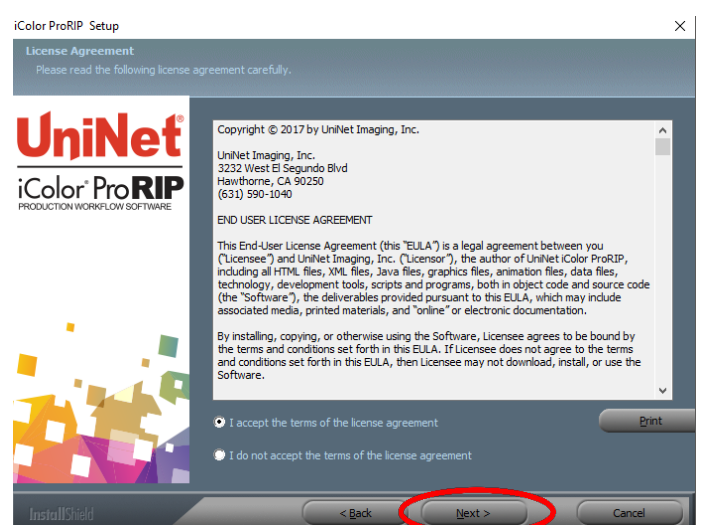 iColor ProRIP Setup
License Agreement
Please read the following license agreement carefully.
UniNet®
iColor® ProRIP
PRODUCTION WORKFLOW SOFTWARE
Copyright © 2017 by UniNet Imaging, Inc.
UniNet Imaging, Inc.
3232 West El Segundo Blvd
Hawthorne, CA 90250
(631) 590-1040
END USER LICENSE AGREEMENT
This End-User License Agreement (this "EULA") is a legal agreement between you
("Licensee") and UniNet Imaging, Inc. ("Licensor"), the author of UniNet iColor ProRIP,
including all HTML files, XML files, Java files, graphics files, animation files, data files,
technology, development tools, scripts and programs, both in object code and source code
(the "Software"), the deliverables provided pursuant to this EULA, which may include
associated media, printed materials, and "online" or electronic documentation.
By installing, copying, or otherwise using the Software, Licensee agrees to be bound by
the terms and conditions set forth in this EULA. If Licensee does not agree to the terms
and conditions set forth in this EULA, then Licensee may not download, install, or use the
Software.
I accept the terms of the license agreement
Print
I do not accept the terms of the license agreement
InstallShield
< Back
Next >
Cancel